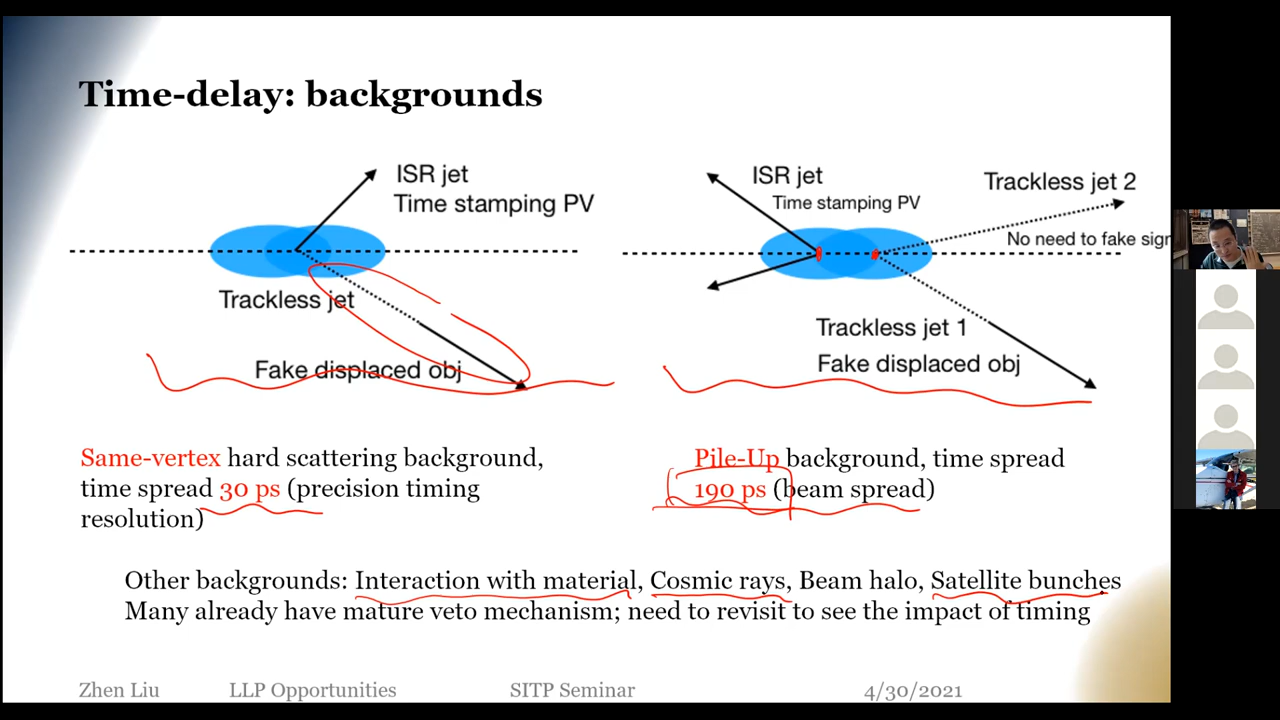 Time-delay: backgrounds
ISR jet
Time stamping PV
Trackless jet
Fake displaced obj
ISR jet
Time stamping PV
Trackless jet 2
No need to fake sign
Trackless jet 1
Fake displaced obj
Same-vertex hard scattering background,
time spread 30 ps (precision timing
resolution)
Pile-Up background, time spread
190 ps (beam spread)
Other backgrounds: Interaction with material, Cosmic rays, Beam halo, Satellite bunches
Many already have mature veto mechanism; need to revisit to see the impact of timing
Zhen Liu LLP Opportunities SITP Seminar 4/30/2021